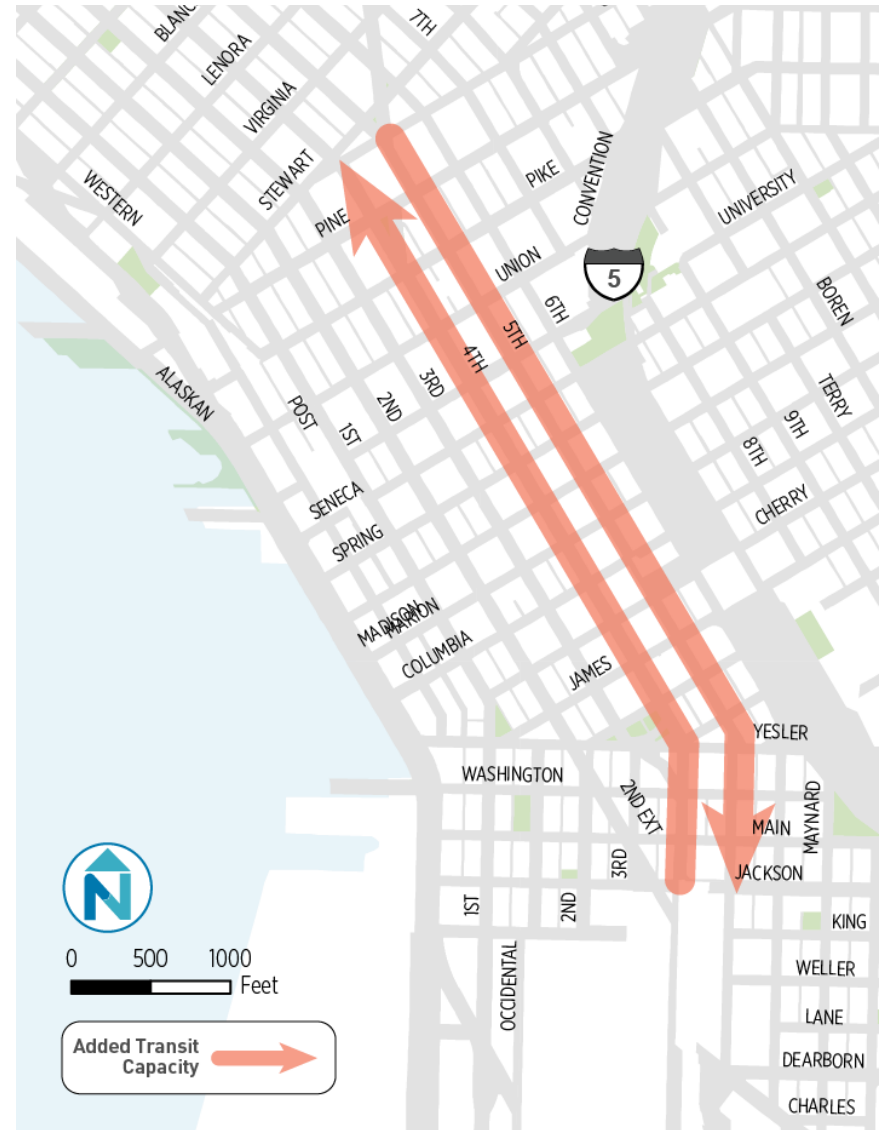 BLANC
7TH
LENORA
VIRGINIA
STEWART
WESTERN
PINE
PIKE
CONVENTION
UNIVERSITY
UNION
5
6TH
5TH
BOREN
4TH
3RD
2ND
1ST
POST
ALASKAN
TERRY
9TH
8TH
CHERRY
SENECA
SPRING
MADISON
MARION
COLUMBIA
JAMES
YESLER
WASHINGTON
2ND EXT
MAIN
MAYNARD
JACKSON
3RD
2ND
1ST
KING
N
WELLER
0 500 1000
Feet
OCCIDENTAL
LANE
DEARBORN
CHARLES
Added Transit
Capacity